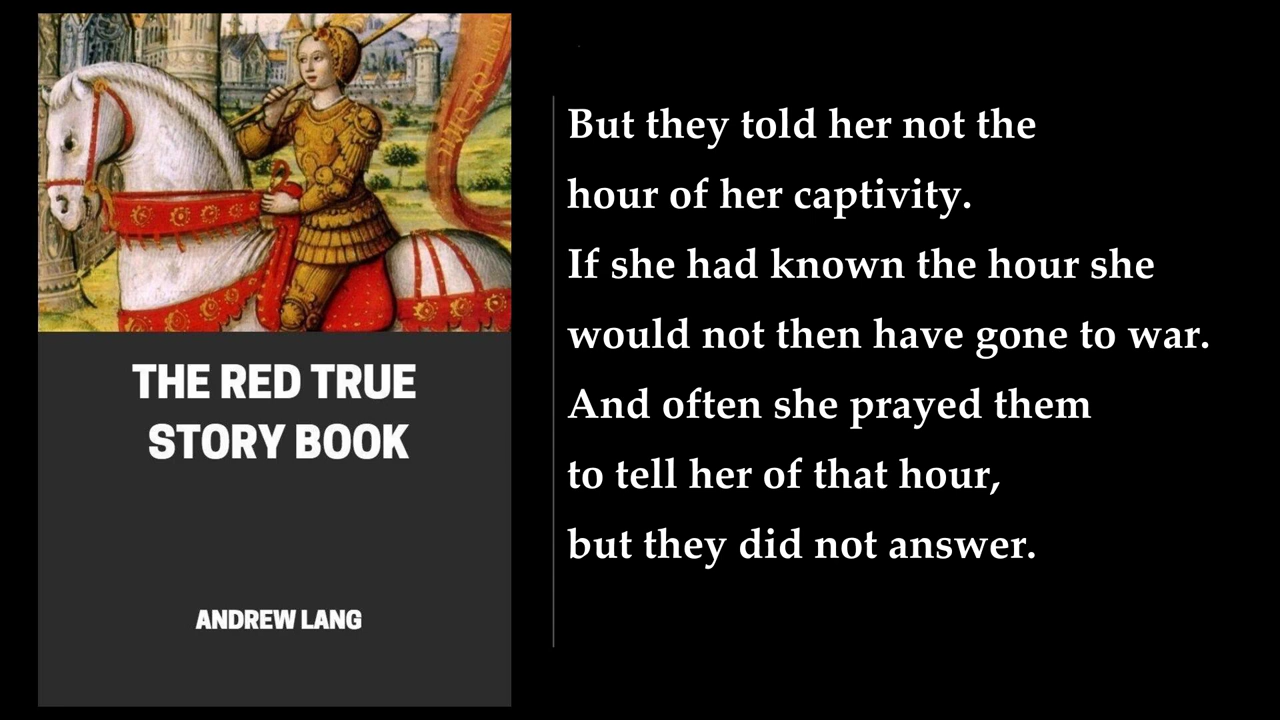 THE RED TRUE
STORY BOOK
ANDREW LANG
But they told her not the
hour of her captivity.
If she had known the hour she
would not then have gone to war.
And often she prayed them
to tell her of that hour,
but they did not answer.